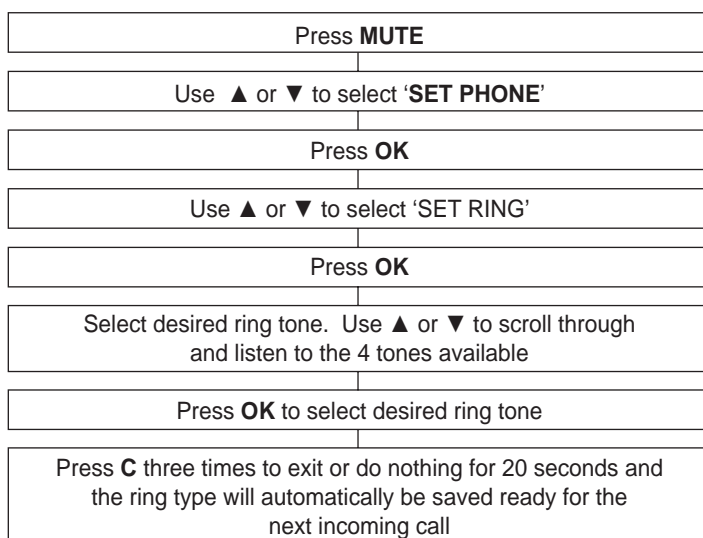 Press MUTE
Use ▲ or ▼ to select ‘SET PHONE’
Press OK
Use ▲ or ▼ to select ‘SET RING’
Press OK
Select desired ring tone. Use ▲ or ▼ to scroll through
and listen to the 4 tones available
Press OK to select desired ring tone
Press C three times to exit or do nothing for 20 seconds and
the ring type will automatically be saved ready for the
next incoming call